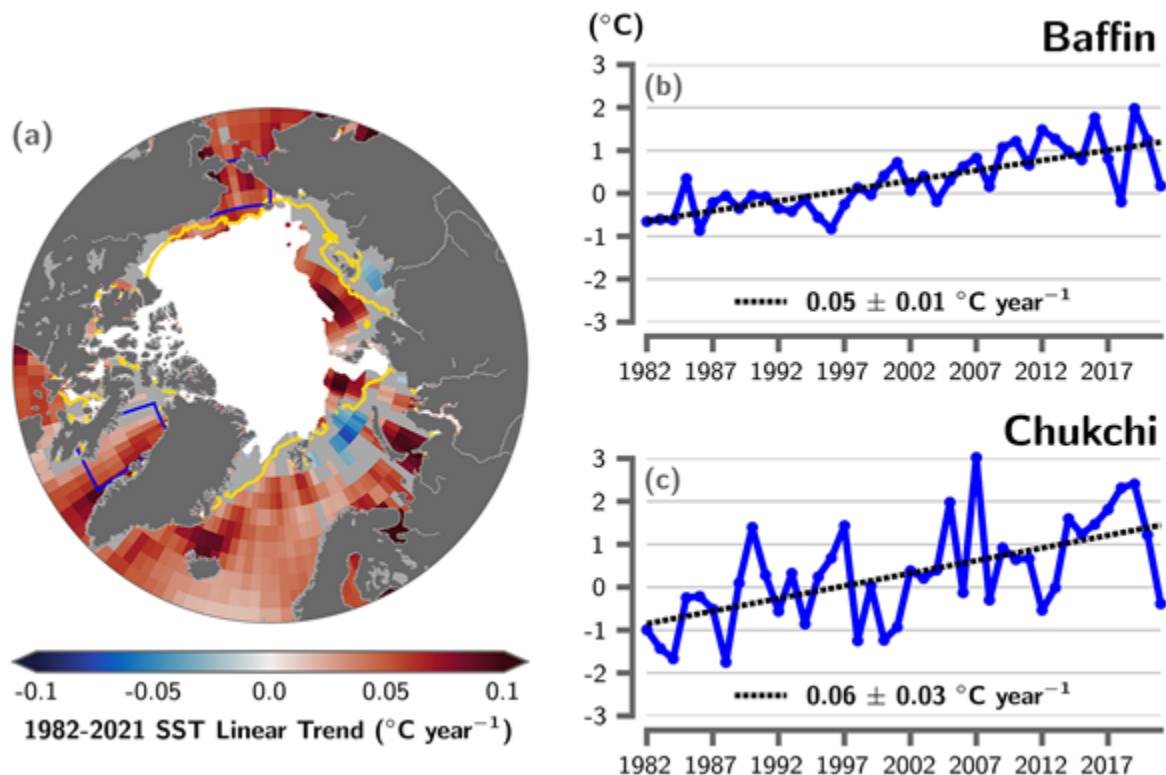 (a)
-0.1 -0.05 0.0 0.05 0.1
1982-2021 SST Linear Trend (°C year⁻¹)
(°C)
Baffin
(b)
3
2
1
0
-1
-2
-3
0.05 ± 0.01 °C year⁻¹
1982 1987 1992 1997 2002 2007 2012 2017
Chukchi
(c)
3
2
1
0
-1
-2
-3
0.06 ± 0.03 °C year⁻¹
1982 1987 1992 1997 2002 2007 2012 2017